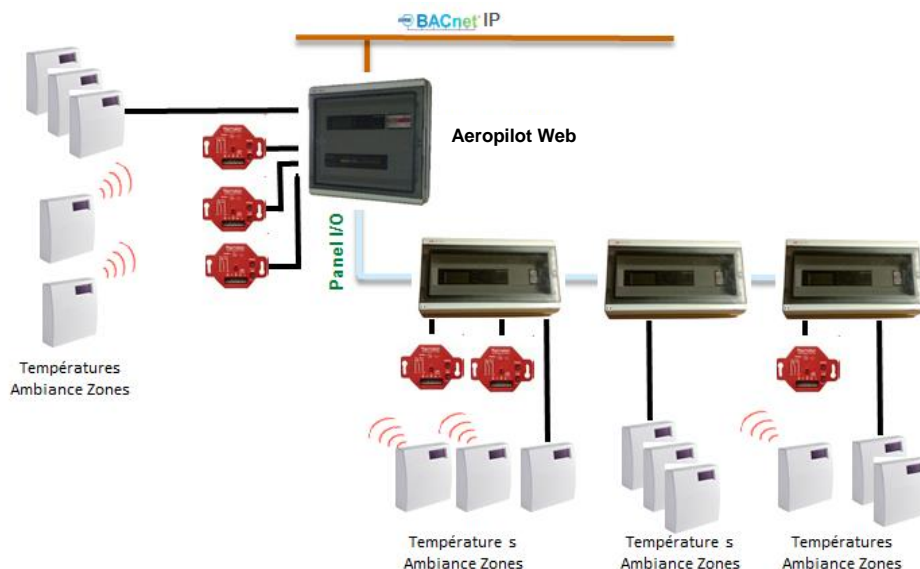 BACnet IP
Aeropilot Web
Panel I/O
Températures
Ambiance Zones
Température s
Ambiance Zones
Température s
Ambiance Zones
Températures
Ambiance Zones